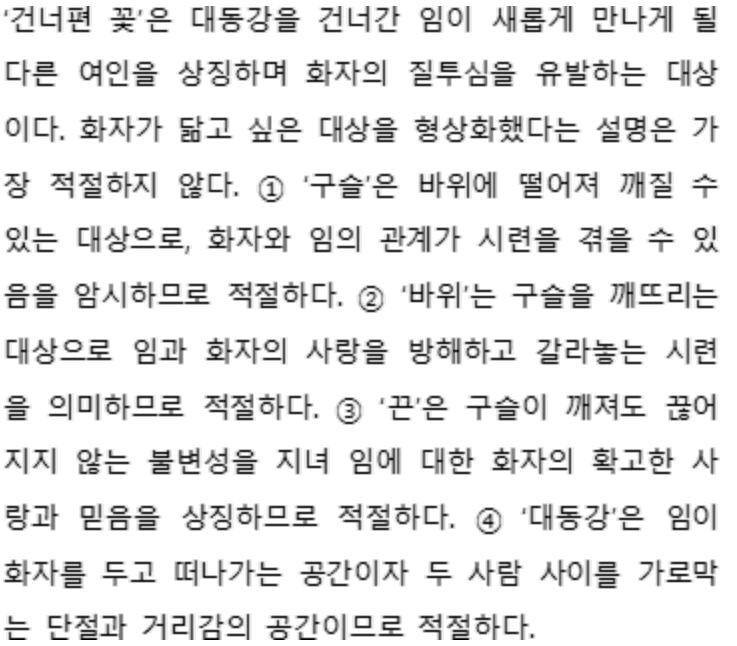 ‘건너편 꽃’은 대동강을 건너간 임이 새롭게 만나게 될
다른 여인을 상징하며 화자의 질투심을 유발하는 대상
이다. 화자가 닮고 싶은 대상을 형상화했다는 설명은 가
장 적절하지 않다. ① ‘구슬’은 바위에 떨어져 깨질 수
있는 대상으로, 화자와 임의 관계가 시련을 겪을 수 있
음을 암시하므로 적절하다. ② ‘바위’는 구슬을 깨뜨리는
대상으로 임과 화자의 사랑을 방해하고 갈라놓는 시련
을 의미하므로 적절하다. ③ ‘끈’은 구슬이 깨져도 끊어
지지 않는 불변성을 지녀 임에 대한 화자의 확고한 사
랑과 믿음을 상징하므로 적절하다. ④ ‘대동강’은 임이
화자를 두고 떠나가는 공간이자 두 사람 사이를 가로막
는 단절과 거리감의 공간이므로 적절하다.